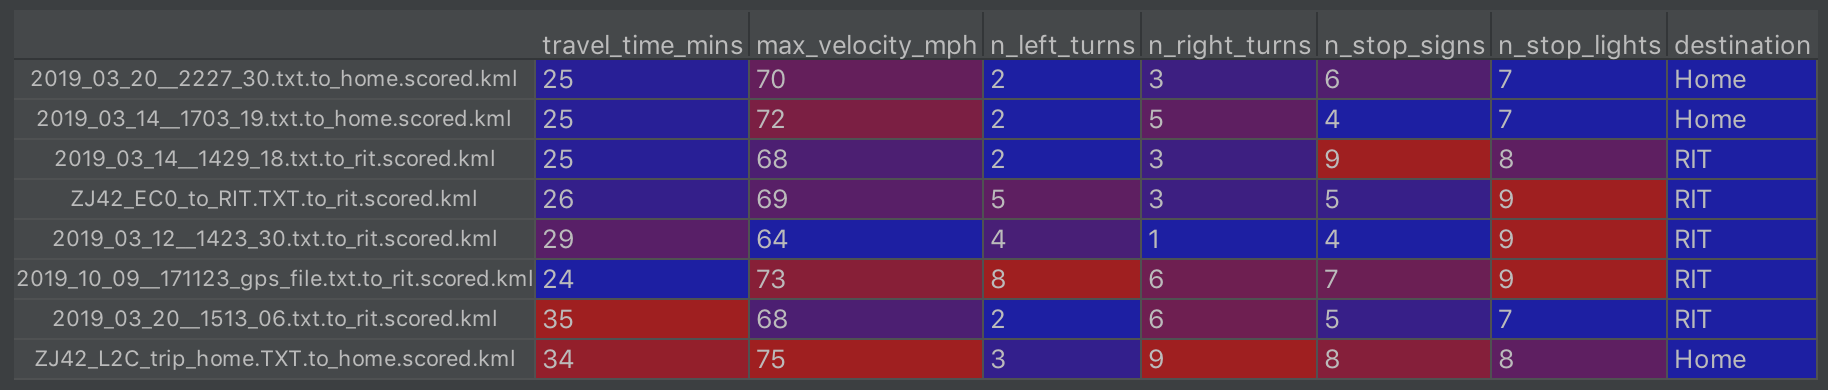 travel_time_mins max_velocity_mph n_left_turns n_right_turns n_stop_signs n_stop_lights destination
2019_03_20__2227_30.txt.to_home.scored.kml 25 70 2 3 6 7 Home
2019_03_14__1703_19.txt.to_home.scored.kml 25 72 2 5 4 7 Home
2019_03_14__1429_18.txt.to_rit.scored.kml 25 68 2 3 9 8 RIT
ZJ42_EC0_to_RIT.TXT.to_rit.scored.kml 26 69 5 3 5 9 RIT
2019_03_12__1423_30.txt.to_rit.scored.kml 29 64 4 1 4 9 RIT
2019_10_09__171123_gps_file.txt.to_rit.scored.kml 24 73 8 6 7 9 RIT
2019_03_20__1513_06.txt.to_rit.scored.kml 35 68 2 6 5 7 RIT
ZJ42_L2C_trip_home.TXT.to_home.scored.kml 34 75 3 9 8 8 Home